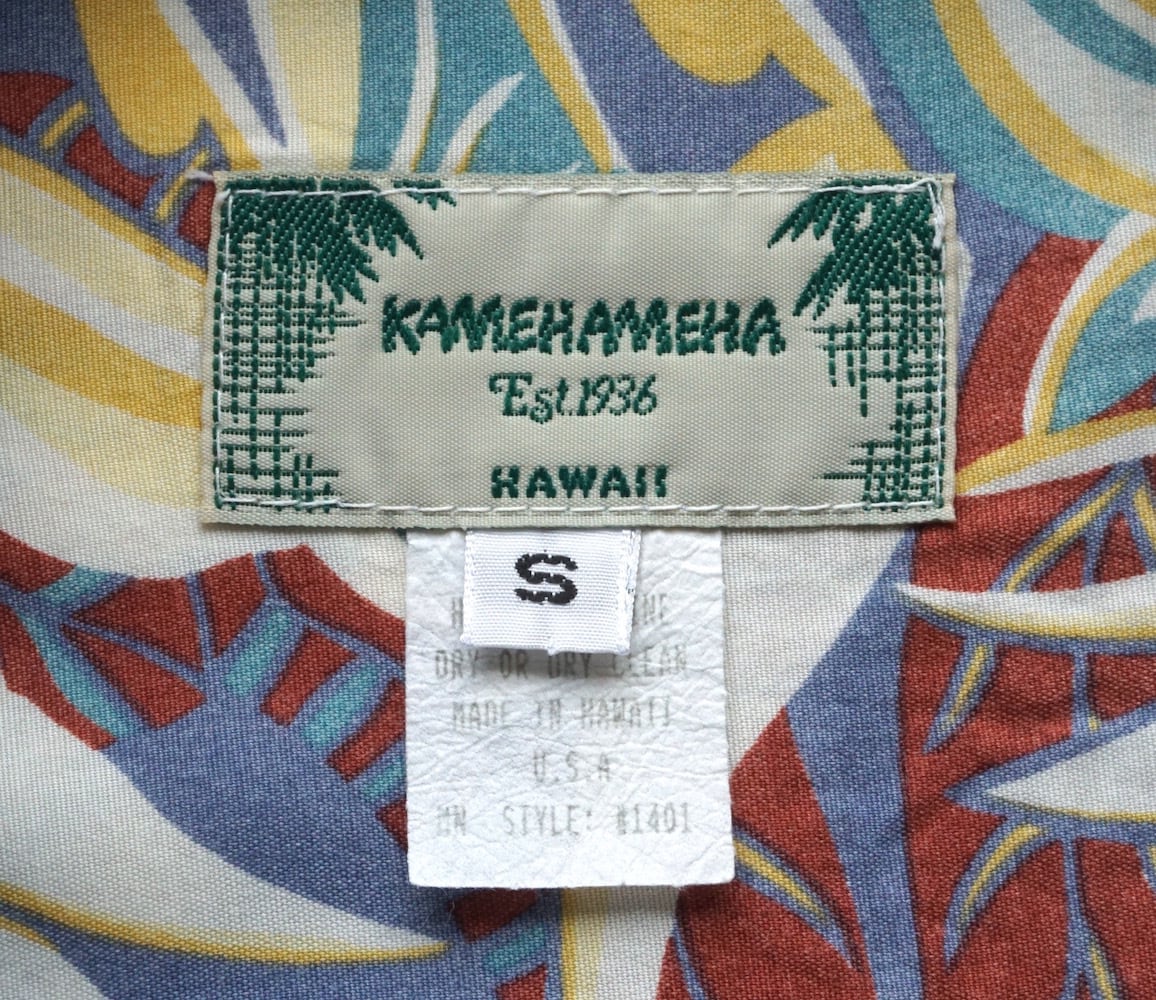 KAMEHAMEHA
Est.1936
HAWAII
S
DRY OR DRY CLEAN
MADE IN HAWAII
U.S.A
STYLE: #1401